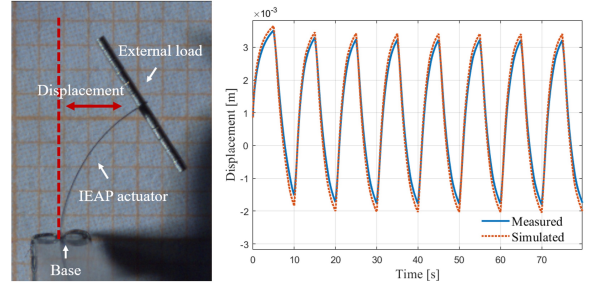 External load
Displacement
IEAP actuator
Base
×10⁻³
3
2
1
0
-1
-2
-3
Displacement [m]
Measured
Simulated
0 10 20 30 40 50 60 70
Time [s]